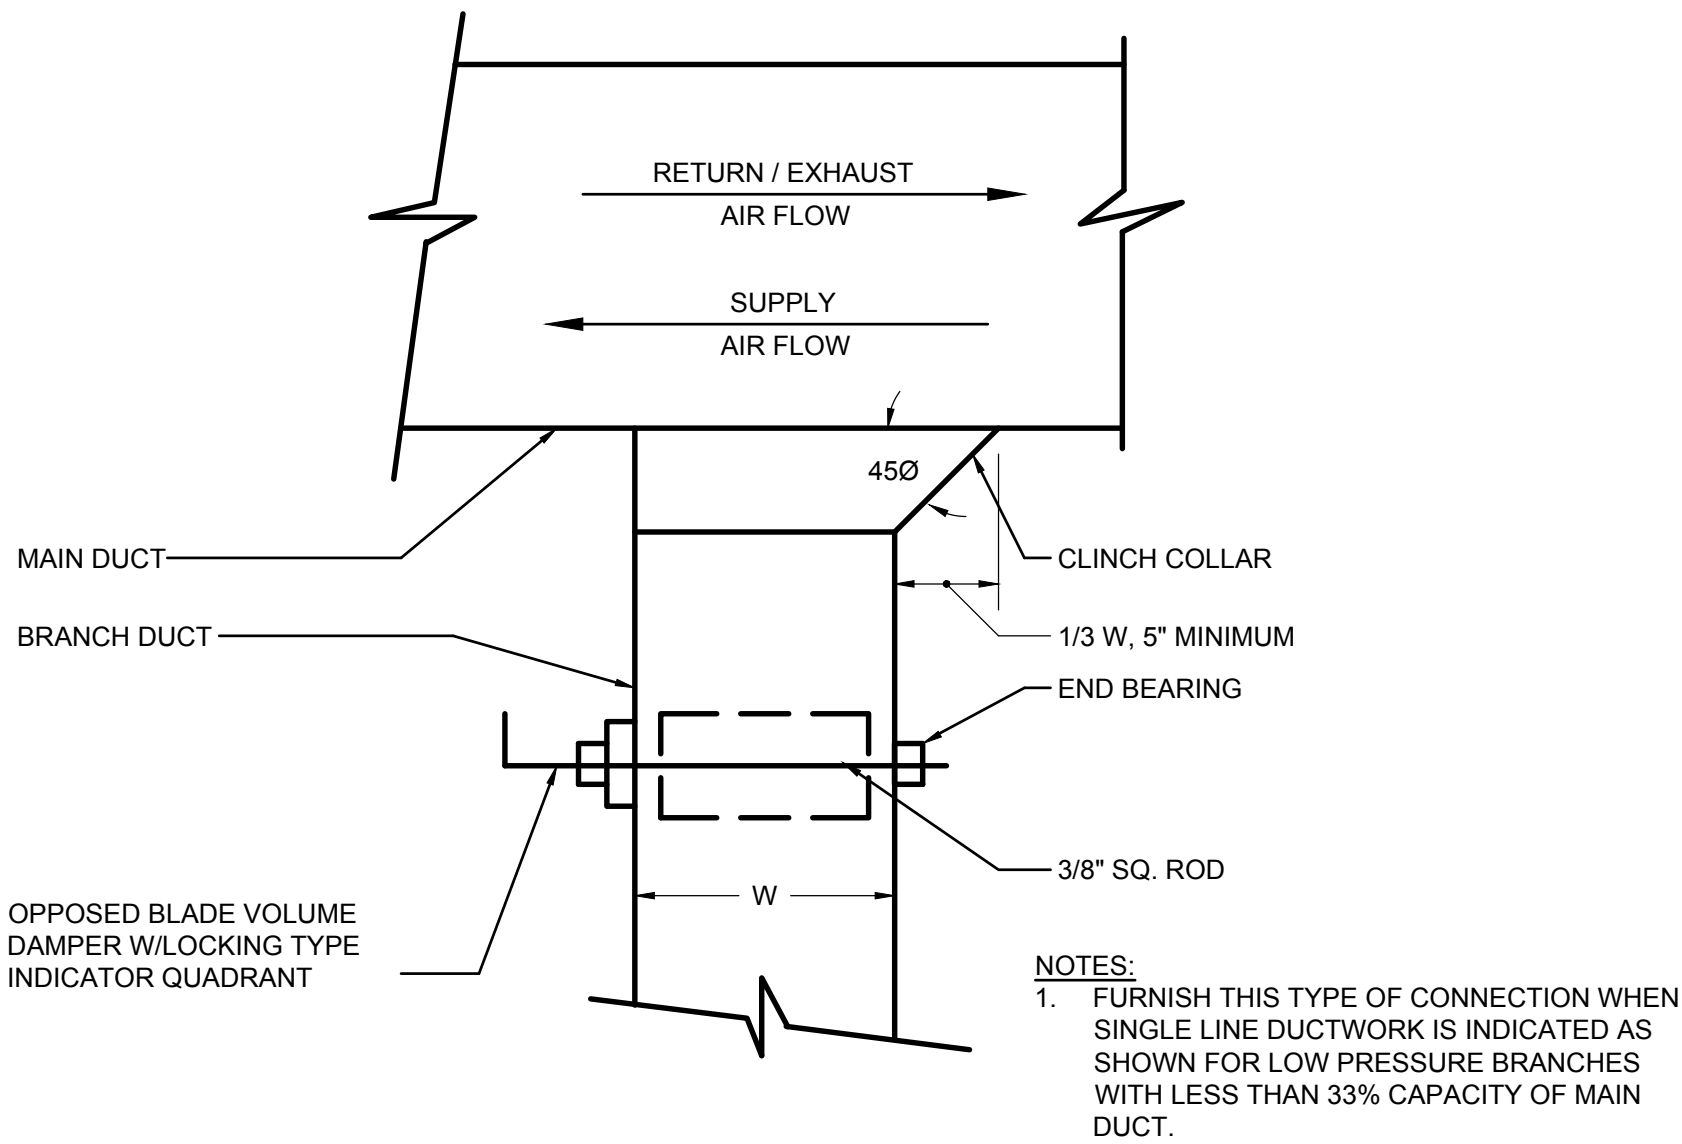 RETURN / EXHAUST
AIR FLOW
SUPPLY
AIR FLOW
45Ø
MAIN DUCT
CLINCH COLLAR
BRANCH DUCT
1/3 W, 5" MINIMUM
END BEARING
3/8" SQ. ROD
W
OPPOSED BLADE VOLUME
DAMPER W/LOCKING TYPE
INDICATOR QUADRANT
NOTES:
1. FURNISH THIS TYPE OF CONNECTION WHEN
SINGLE LINE DUCTWORK IS INDICATED AS
SHOWN FOR LOW PRESSURE BRANCHES
WITH LESS THAN 33% CAPACITY OF MAIN
DUCT.